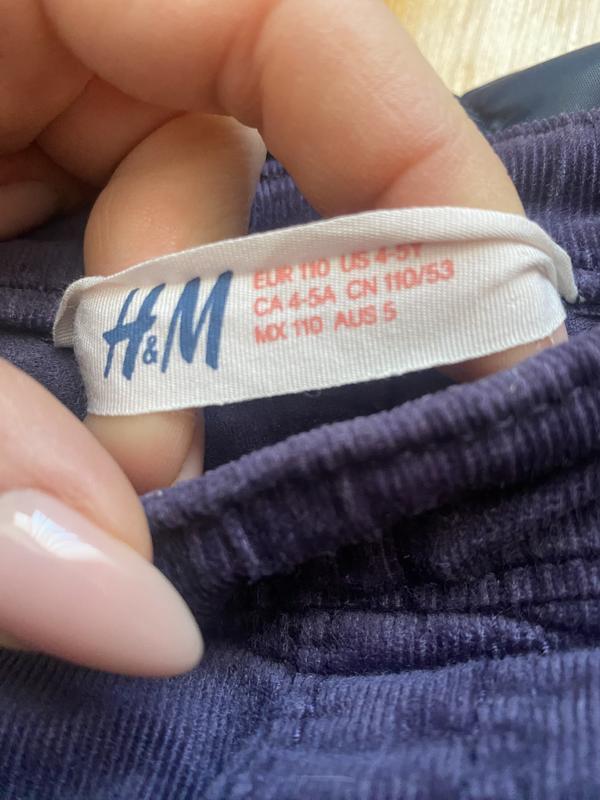 H&M
EUR 110 US 4-5Y
CA 4-5A CN 110/53
MX 110 AUS 5